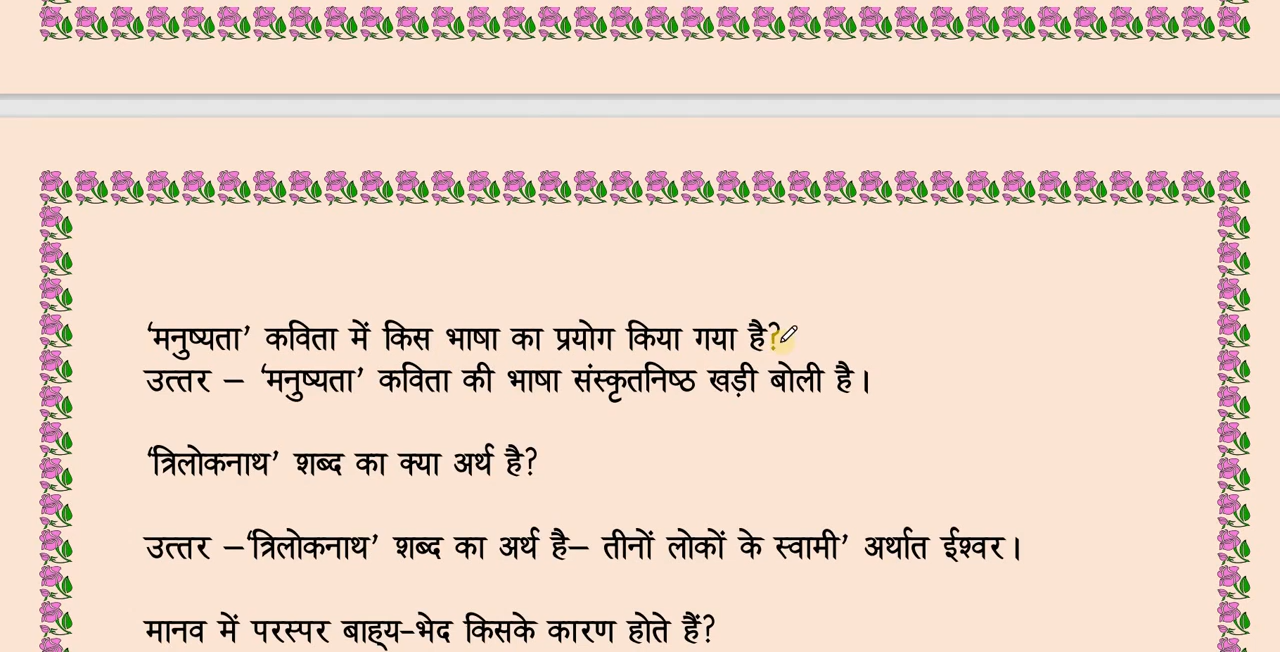 ‘मनुष्यता’ कविता में किस भाषा का प्रयोग किया गया है?
उत्तर – ‘मनुष्यता’ कविता की भाषा संस्कृतनिष्ठ खड़ी बोली है।
‘त्रिलोकनाथ’ शब्द का क्या अर्थ है?
उत्तर –‘त्रिलोकनाथ’ शब्द का अर्थ है– तीनों लोकों के स्वामी’ अर्थात ईश्वर।
मानव में परस्पर बाह्य-भेद किसके कारण होते हैं?